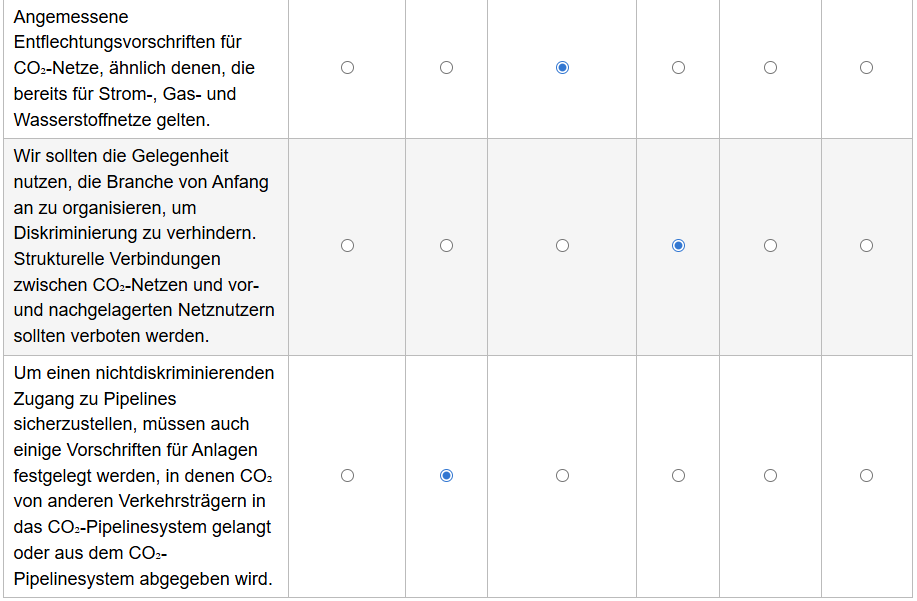 Angemessene
Entflechtungsvorschriften für
CO₂-Netze, ähnlich denen, die
bereits für Strom-, Gas- und
Wasserstoffnetze gelten.
Wir sollten die Gelegenheit
nutzen, die Branche von Anfang
an zu organisieren, um
Diskriminierung zu verhindern.
Strukturelle Verbindungen
zwischen CO₂-Netzen und vor-
und nachgelagerten Netznutzern
sollten verboten werden.
Um einen nichtdiskriminierenden
Zugang zu Pipelines
sicherzustellen, müssen auch
einige Vorschriften für Anlagen
festgelegt werden, in denen CO₂
von anderen Verkehrsträgern in
das CO₂-Pipelinesystem gelangt
oder aus dem CO₂-
Pipelinesystem abgegeben wird.